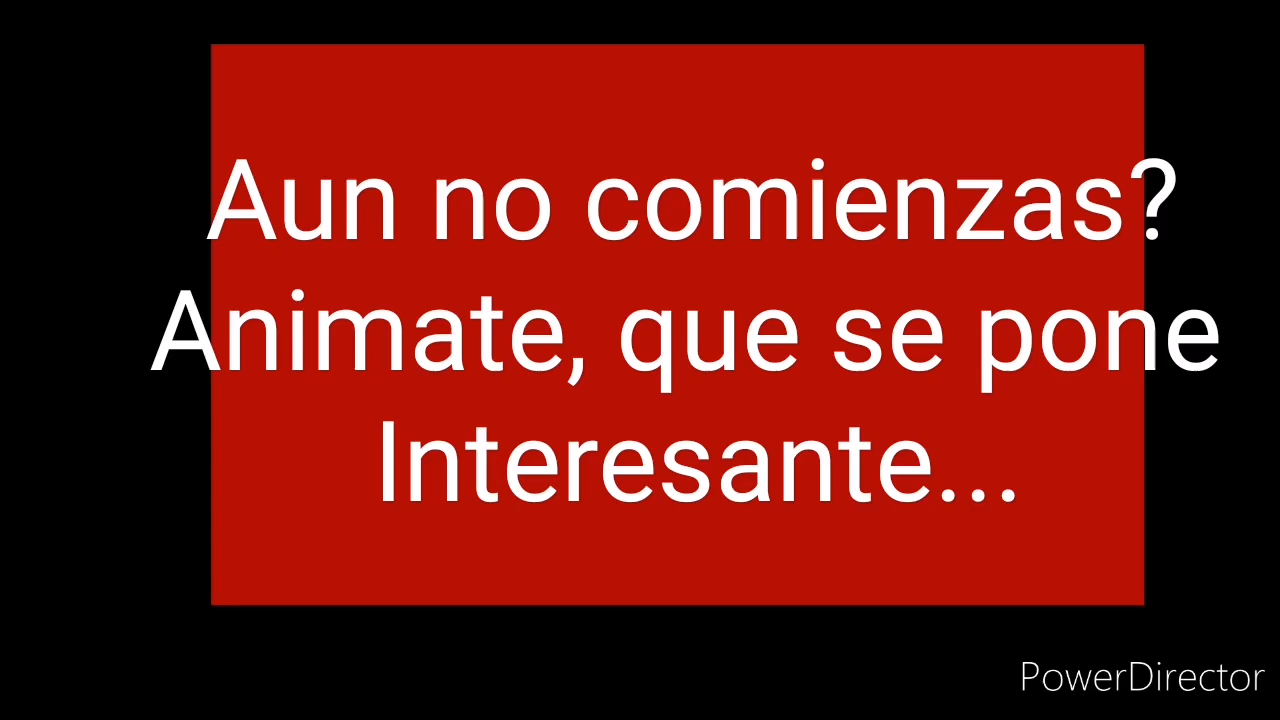 Aun no comienzas?
Animate, que se pone
Interesante...
PowerDirector